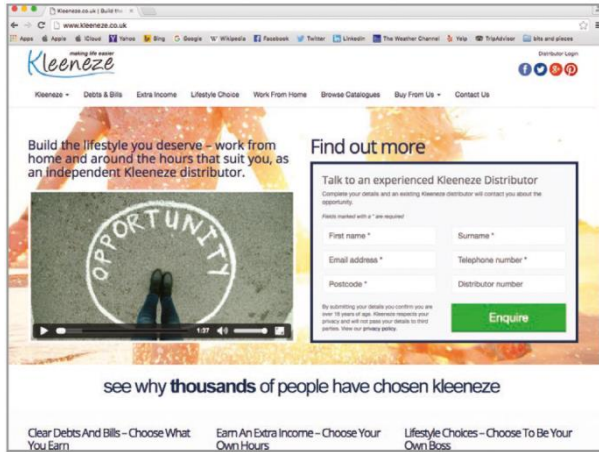 Kleeneze.co.uk | Build the
www.kleeneze.co.uk
Apps Apple iCloud Yahoo Bing Google Wikipedia Facebook Twitter LinkedIn The Weather Channel Yelp TripAdvisor bits and pieces
making life easier
Kleeneze
Distributor Login
Kleeneze Debts & Bills Extra Income Lifestyle Choice Work From Home Browse Catalogues Buy From Us Contact Us
Build the lifestyle you deserve – work from
home and around the hours that suit you, as
an independent Kleeneze distributor.
OPPORTUNITY
1:37
Find out more
Talk to an experienced Kleeneze Distributor
Complete your details and an existing Kleeneze distributor will contact you about the
opportunity.
Fields marked with a * are required
First name * Surname *
Email address * Telephone number *
Postcode * Distributor number
By submitting your details you confirm you are
over 18 years of age. Kleeneze respects your
privacy and will not pass your details to third
parties. View our privacy policy.
Enquire
see why thousands of people have chosen kleeneze
Clear Debts And Bills – Choose What
You Earn
Earn An Extra Income – Choose Your
Own Hours
Lifestyle Choices – Choose To Be Your
Own Boss